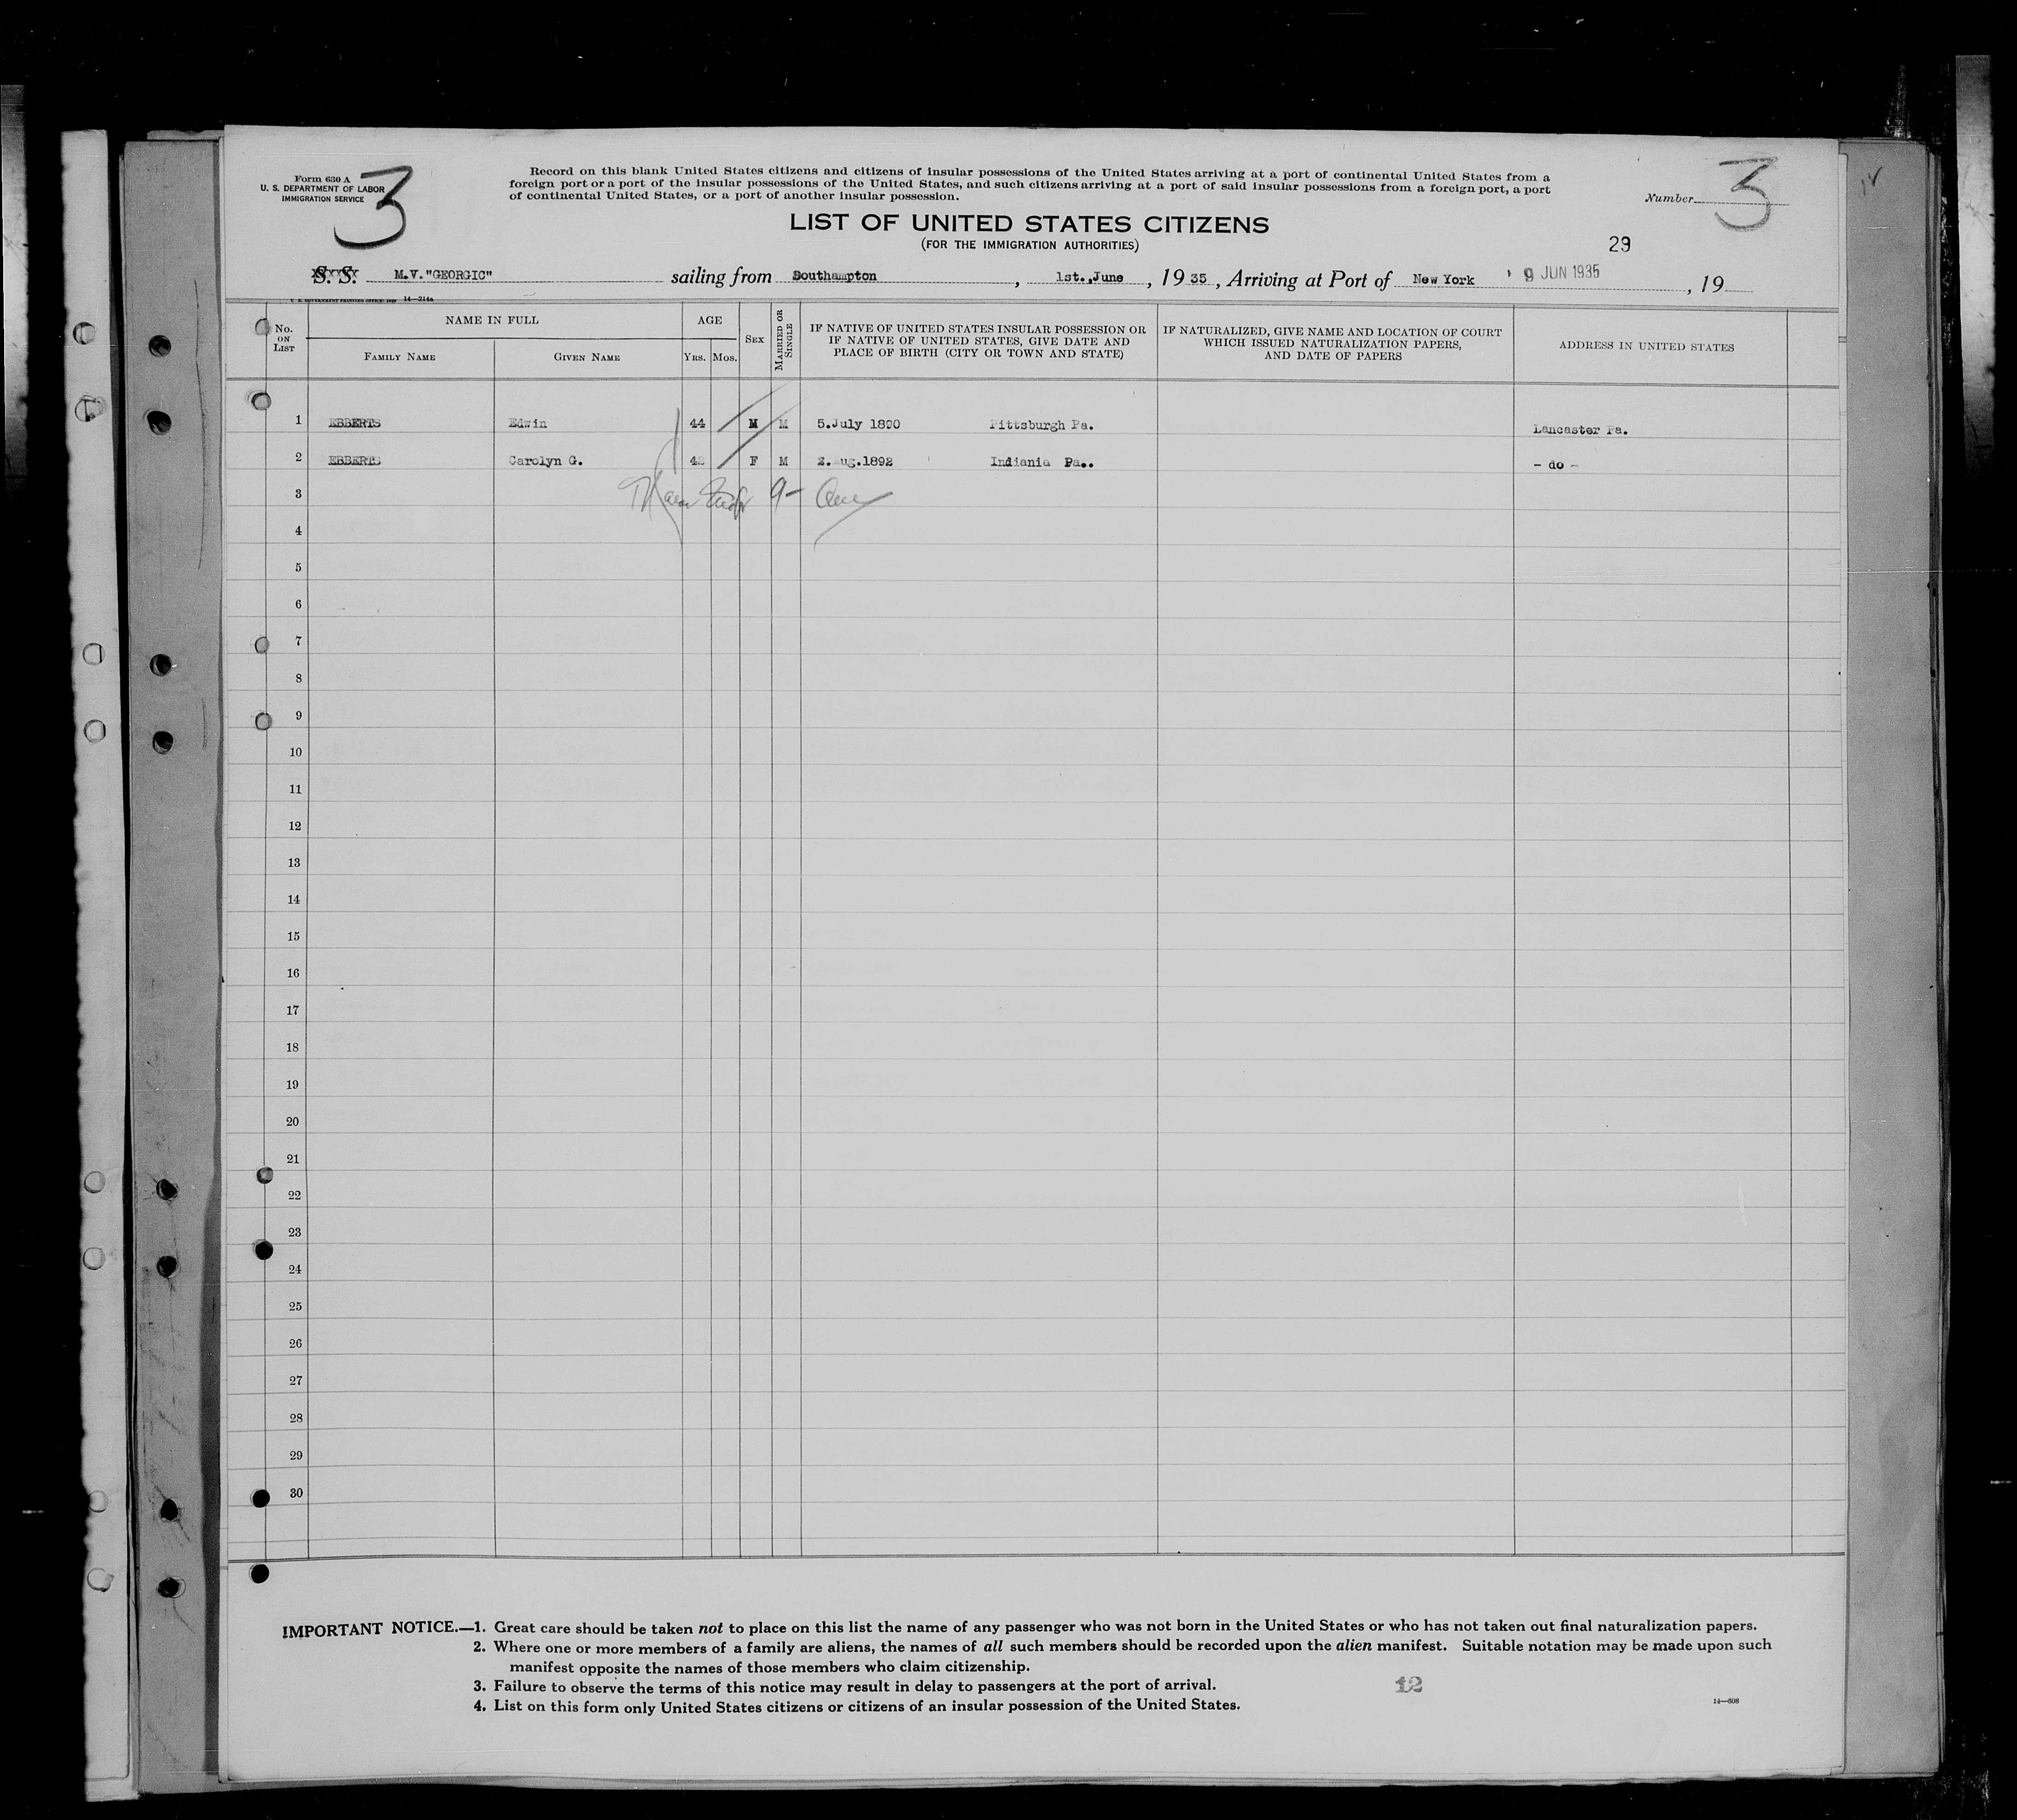 Form 630 A
U. S. DEPARTMENT OF LABOR
IMMIGRATION SERVICE
3
Record on this blank United States citizens and citizens of insular possessions of the United States arriving at a port of continental United States from a
foreign port or a port of the insular possessions of the United States, and such citizens arriving at a port of said insular possessions from a foreign port, a port
of continental United States, or a port of another insular possession.
Number 3
LIST OF UNITED STATES CITIZENS
(FOR THE IMMIGRATION AUTHORITIES)
29
S. S. M.V."GEORGIC" sailing from Southampton, 1st.,June, 19 35, Arriving at Port of New York 9 JUN 1935, 19
U. S. GOVERNMENT PRINTING OFFICE: 14—214a
No. ON LIST
NAME IN FULL
FAMILY NAME
GIVEN NAME
AGE
YRS. MOS.
SEX
MARRIED OR SINGLE
IF NATIVE OF UNITED STATES INSULAR POSSESSION OR
IF NATIVE OF UNITED STATES, GIVE DATE AND
PLACE OF BIRTH (CITY OR TOWN AND STATE)
IF NATURALIZED, GIVE NAME AND LOCATION OF COURT
WHICH ISSUED NATURALIZATION PAPERS,
AND DATE OF PAPERS
ADDRESS IN UNITED STATES
1 EBBERTS Edwin 44 M M 5.July 1890 Pittsburgh Pa. Lancaster Pa.
2 EBBERTS Carolyn G. F M 2.Aug.1892 Indiania Pa.. - do -
3
4
5
6
7
8
9
10
11
12
13
14
15
16
17
18
19
20
21
22
23
24
25
26
27
28
29
30
IMPORTANT NOTICE.—1. Great care should be taken not to place on this list the name of any passenger who was not born in the United States or who has not taken out final naturalization papers.
2. Where one or more members of a family are aliens, the names of all such members should be recorded upon the alien manifest. Suitable notation may be made upon such
manifest opposite the names of those members who claim citizenship.
3. Failure to observe the terms of this notice may result in delay to passengers at the port of arrival.
4. List on this form only United States citizens or citizens of an insular possession of the United States.
12
14—608